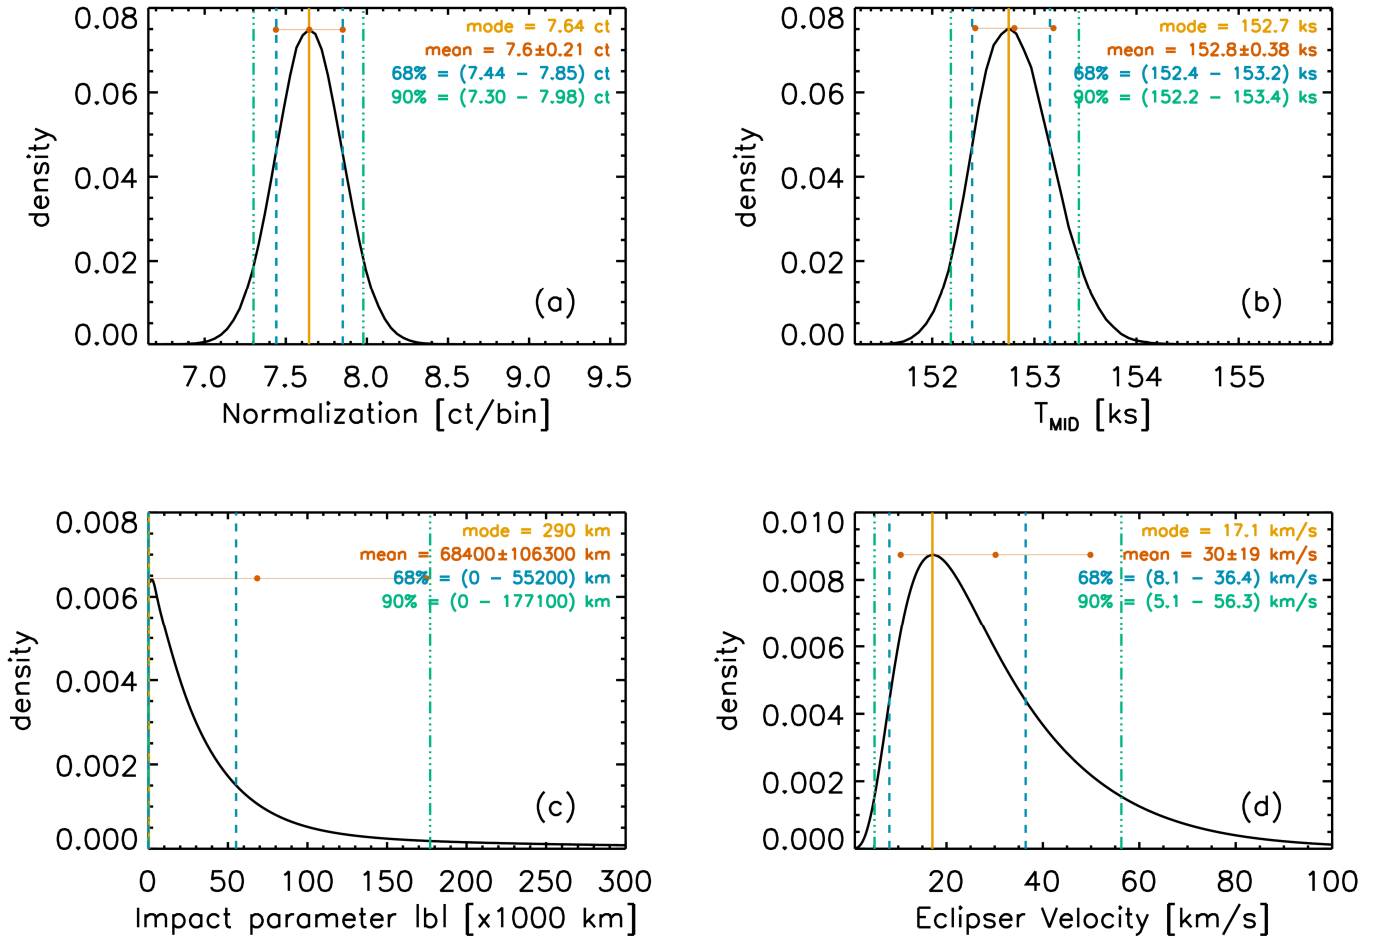 0.08
0.06
0.04
0.02
0.00
density
mode = 7.64 ct
mean = 7.6±0.21 ct
68% = (7.44 – 7.85) ct
90% = (7.30 – 7.98) ct
(a)
7.0 7.5 8.0 8.5 9.0 9.5
Normalization [ct/bin]
0.08
0.06
0.04
0.02
0.00
density
mode = 152.7 ks
mean = 152.8±0.38 ks
68% = (152.4 – 153.2) ks
90% = (152.2 – 153.4) ks
(b)
152 153 154 155
T_MID [ks]
0.008
0.006
0.004
0.002
0.000
density
mode = 290 km
mean = 68400±106300 km
68% = (0 – 55200) km
90% = (0 – 177100) km
(c)
0 50 100 150 200 250 300
Impact parameter |b| [x1000 km]
0.010
0.008
0.006
0.004
0.002
0.000
density
mode = 17.1 km/s
mean = 30±19 km/s
68% = (8.1 – 36.4) km/s
90% = (5.1 – 56.3) km/s
(d)
20 40 60 80 100
Eclipser Velocity [km/s]